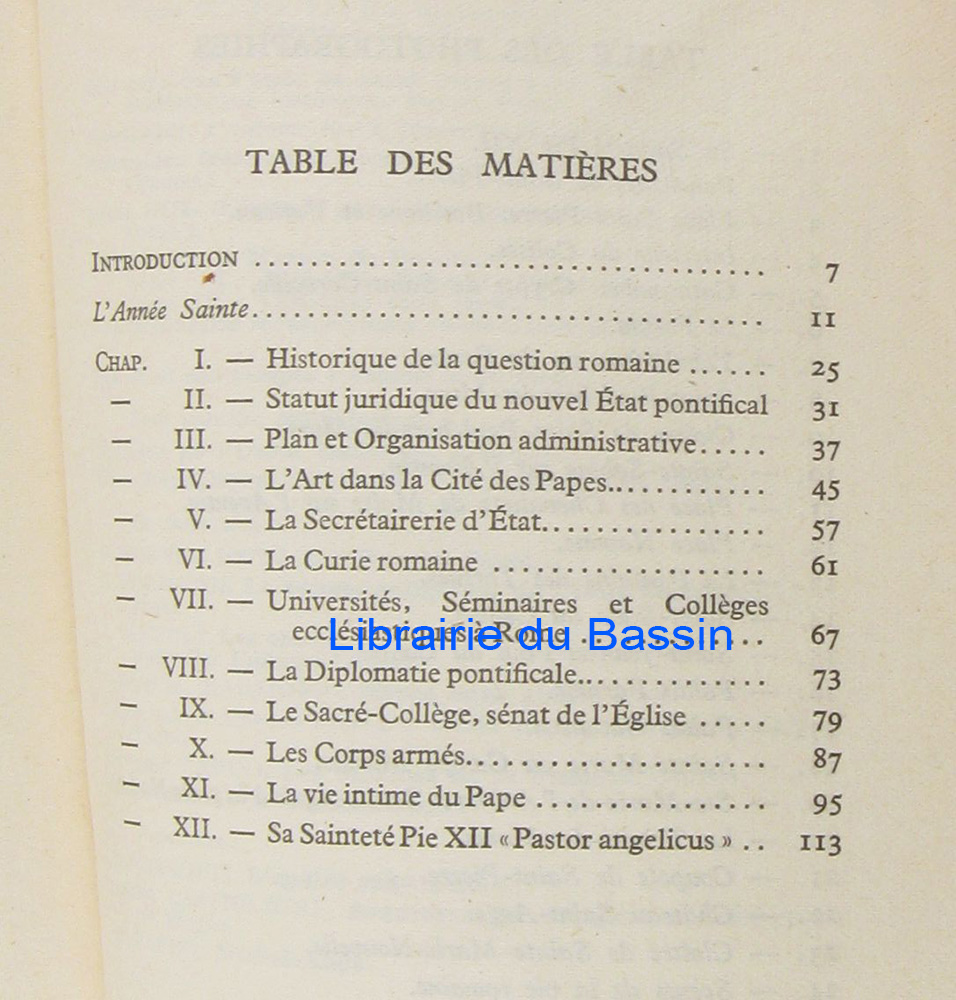 TABLE DES MATIÈRES
INTRODUCTION ..................................... 7
L'Année Sainte..................................... 11
CHAP. I. — Historique de la question romaine ...... 25
— II. — Statut juridique du nouvel État pontifical 31
— III. — Plan et Organisation administrative..... 37
— IV. — L'Art dans la Cité des Papes............ 45
— V. — La Secrétairerie d'État................ 57
— VI. — La Curie romaine .................... 61
— VII. — Universités, Séminaires et Collèges
ecclésiastiques à Rome .............. 67
Librairie du Bassin
— VIII. — La Diplomatie pontificale.............. 73
— IX. — Le Sacré-Collège, sénat de l'Église ..... 79
— X. — Les Corps armés...................... 87
— XI. — La vie intime du Pape ................. 95
— XII. — Sa Sainteté Pie XII « Pastor angelicus » .. 113